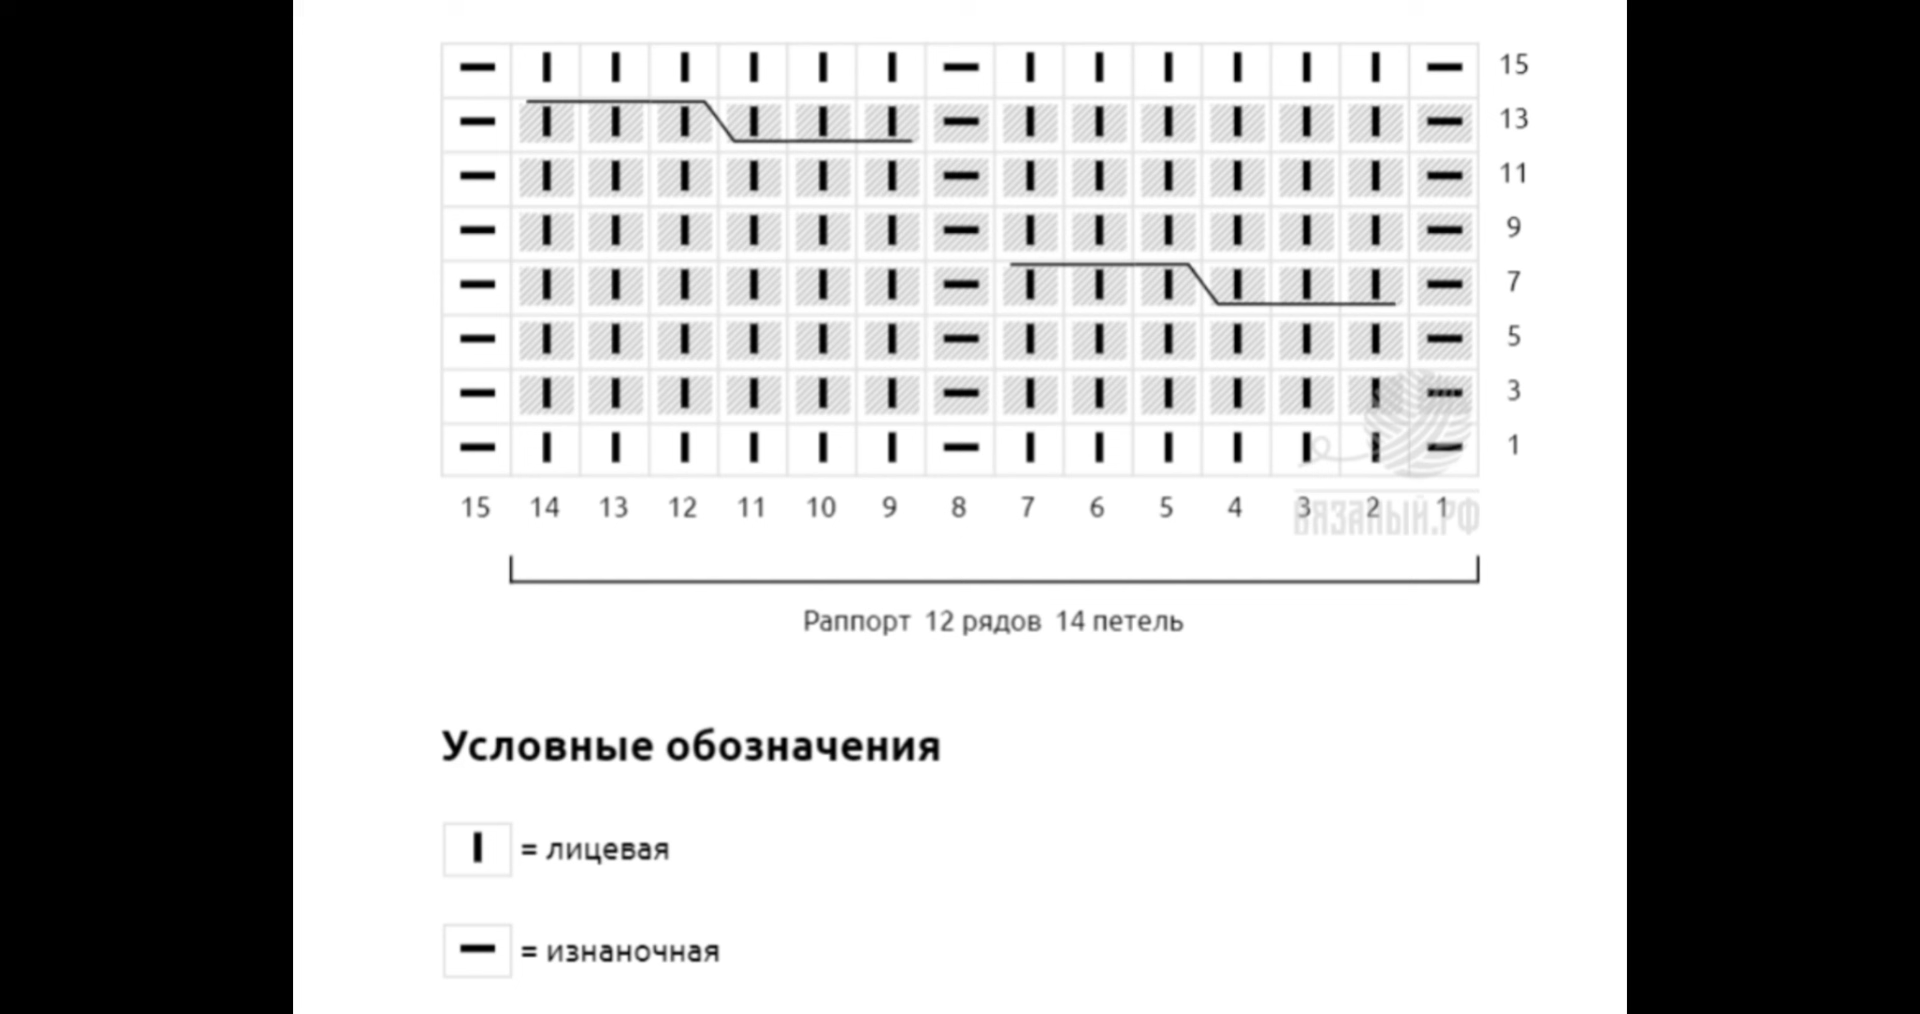 15
13
11
9
7
5
3
1
15 14 13 12 11 10 9 8 7 6 5 4 3 2 1
ВЯЗАНЫЙ.РФ
Раппорт 12 рядов 14 петель
Условные обозначения
= лицевая
= изнаночная